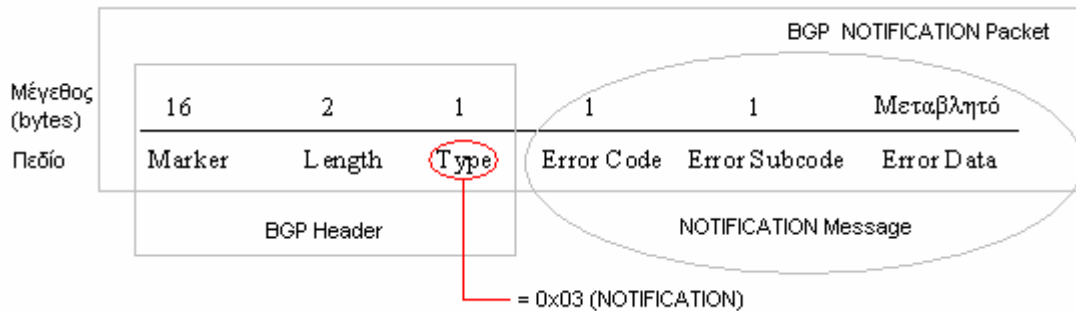 BGP NOTIFICATION Packet
Μέγεθος
(bytes)
16 2 1 1 1 Μεταβλητό
Πεδίο
Marker Length Type Error Code Error Subcode Error Data
BGP Header
NOTIFICATION Message
= 0x03 (NOTIFICATION)